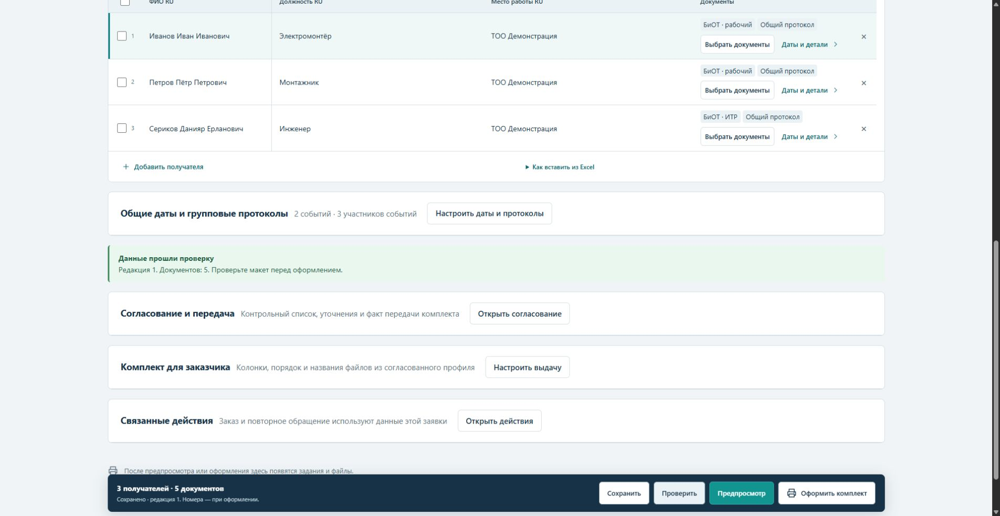 ФИО RU
Должность RU
Место работы RU
Документы
1
Иванов Иван Иванович
Электромонтёр
ТОО Демонстрация
БиОТ · рабочий
Общий протокол
Выбрать документы
Даты и детали
2
Петров Пётр Петрович
Монтажник
ТОО Демонстрация
БиОТ · рабочий
Общий протокол
Выбрать документы
Даты и детали
3
Сериков Данияр Ерланович
Инженер
ТОО Демонстрация
БиОТ · ИТР
Общий протокол
Выбрать документы
Даты и детали
Добавить получателя
Как вставить из Excel
Общие даты и групповые протоколы
2 событий · 3 участников событий
Настроить даты и протоколы
Данные прошли проверку
Редакция 1. Документов: 5. Проверьте макет перед оформлением.
Согласование и передача
Контрольный список, уточнения и факт передачи комплекта
Открыть согласование
Комплект для заказчика
Колонки, порядок и названия файлов из согласованного профиля
Настроить выдачу
Связанные действия
Заказ и повторное обращение используют данные этой заявки
Открыть действия
После предпросмотра или оформления здесь появятся задания и файлы.
3 получателей · 5 документов
Сохранено · редакция 1. Номера — при оформлении.
Сохранить
Проверить
Предпросмотр
Оформить комплект